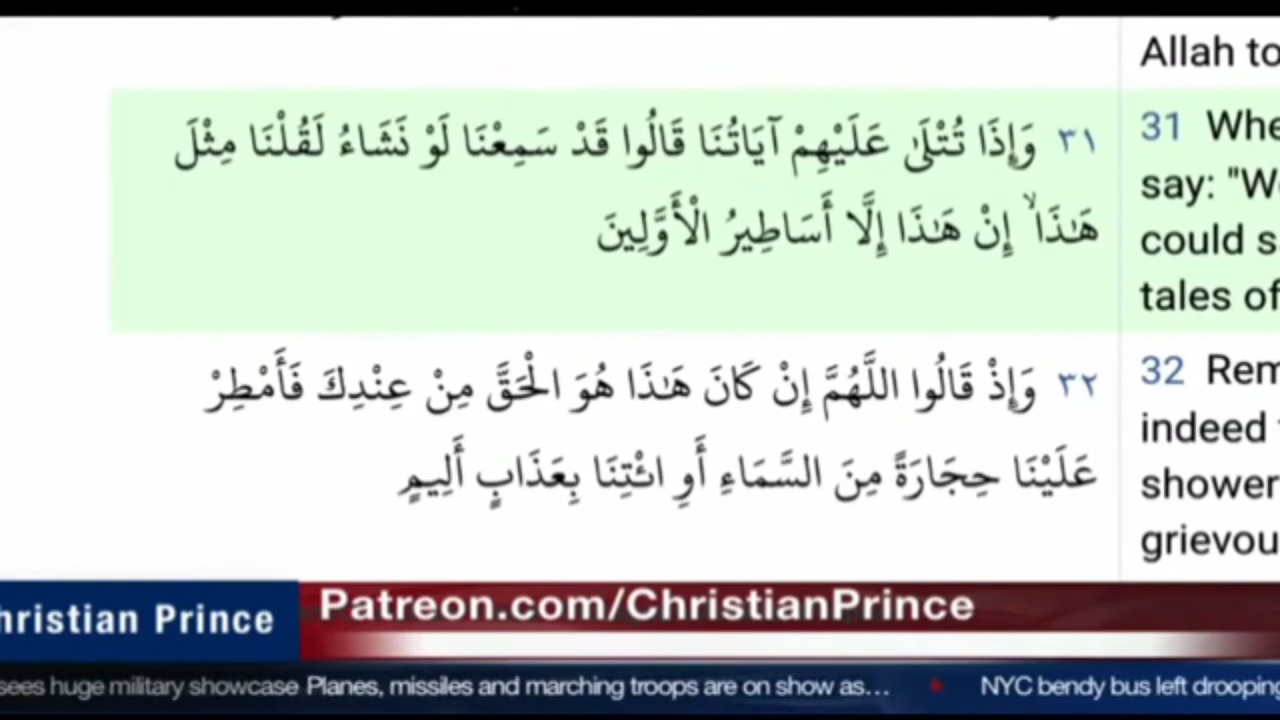 Allah to
٣١ وَإِذَا تُتْلَىٰ عَلَيْهِمْ آيَاتُنَا قَالُوا قَدْ سَمِعْنَا لَوْ نَشَاءُ لَقُلْنَا مِثْلَ
هَـٰذَا ۙ إِنْ هَـٰذَا إِلَّا أَسَاطِيرُ الْأَوَّلِينَ
31 Whe
say: "W
could s
tales of
٣٢ وَإِذْ قَالُوا اللَّهُمَّ إِنْ كَانَ هَـٰذَا هُوَ الْحَقَّ مِنْ عِنْدِكَ فَأَمْطِرْ
عَلَيْنَا حِجَارَةً مِنَ السَّمَاءِ أَوِ ائْتِنَا بِعَذَابٍ أَلِيمٍ
32 Rem
indeed
shower
grievou
hristian Prince
Patreon.com/ChristianPrince
sees huge military showcase Planes, missiles and marching troops are on show as... NYC bendy bus left drooping